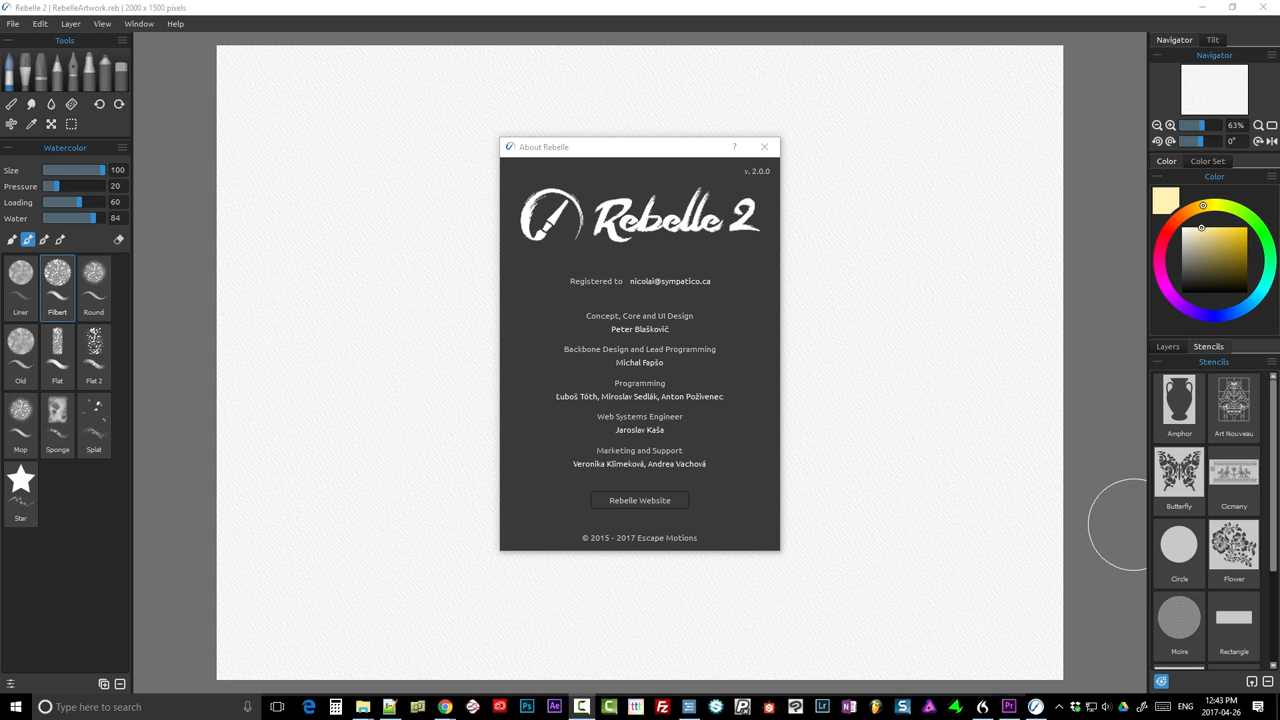 Rebelle 2 | RebelleArtwork.reb | 2000 x 1500 pixels
File Edit Layer View Window Help
Tools
Watercolor
Size 100
Pressure 20
Loading 60
Water 84
Liner Filbert Round
Old Flat Flat 2
Mop Sponge Splat
Star
About Rebelle ?
v. 2.0.0
Rebelle 2
Registered to nicolai@sympatico.ca
Concept, Core and UI Design
Peter Blaškovič
Backbone Design and Lead Programming
Michal Fapšo
Programming
Ľuboš Tóth, Miroslav Sedlák, Anton Poživenec
Web Systems Engineer
Jaroslav Kaša
Marketing and Support
Veronika Klimeková, Andrea Vachová
Rebelle Website
© 2015 - 2017 Escape Motions
Navigator Tilt
Navigator
63%
0°
Color Color Set
Color
Layers Stencils
Stencils
Amphor Art Nouveau
Butterfly Cicmany
Circle Flower
Moire Rectangle
Type here to search
Ps Ae ttt Fz Lr Pr
ENG
12:43 PM
2017-04-26